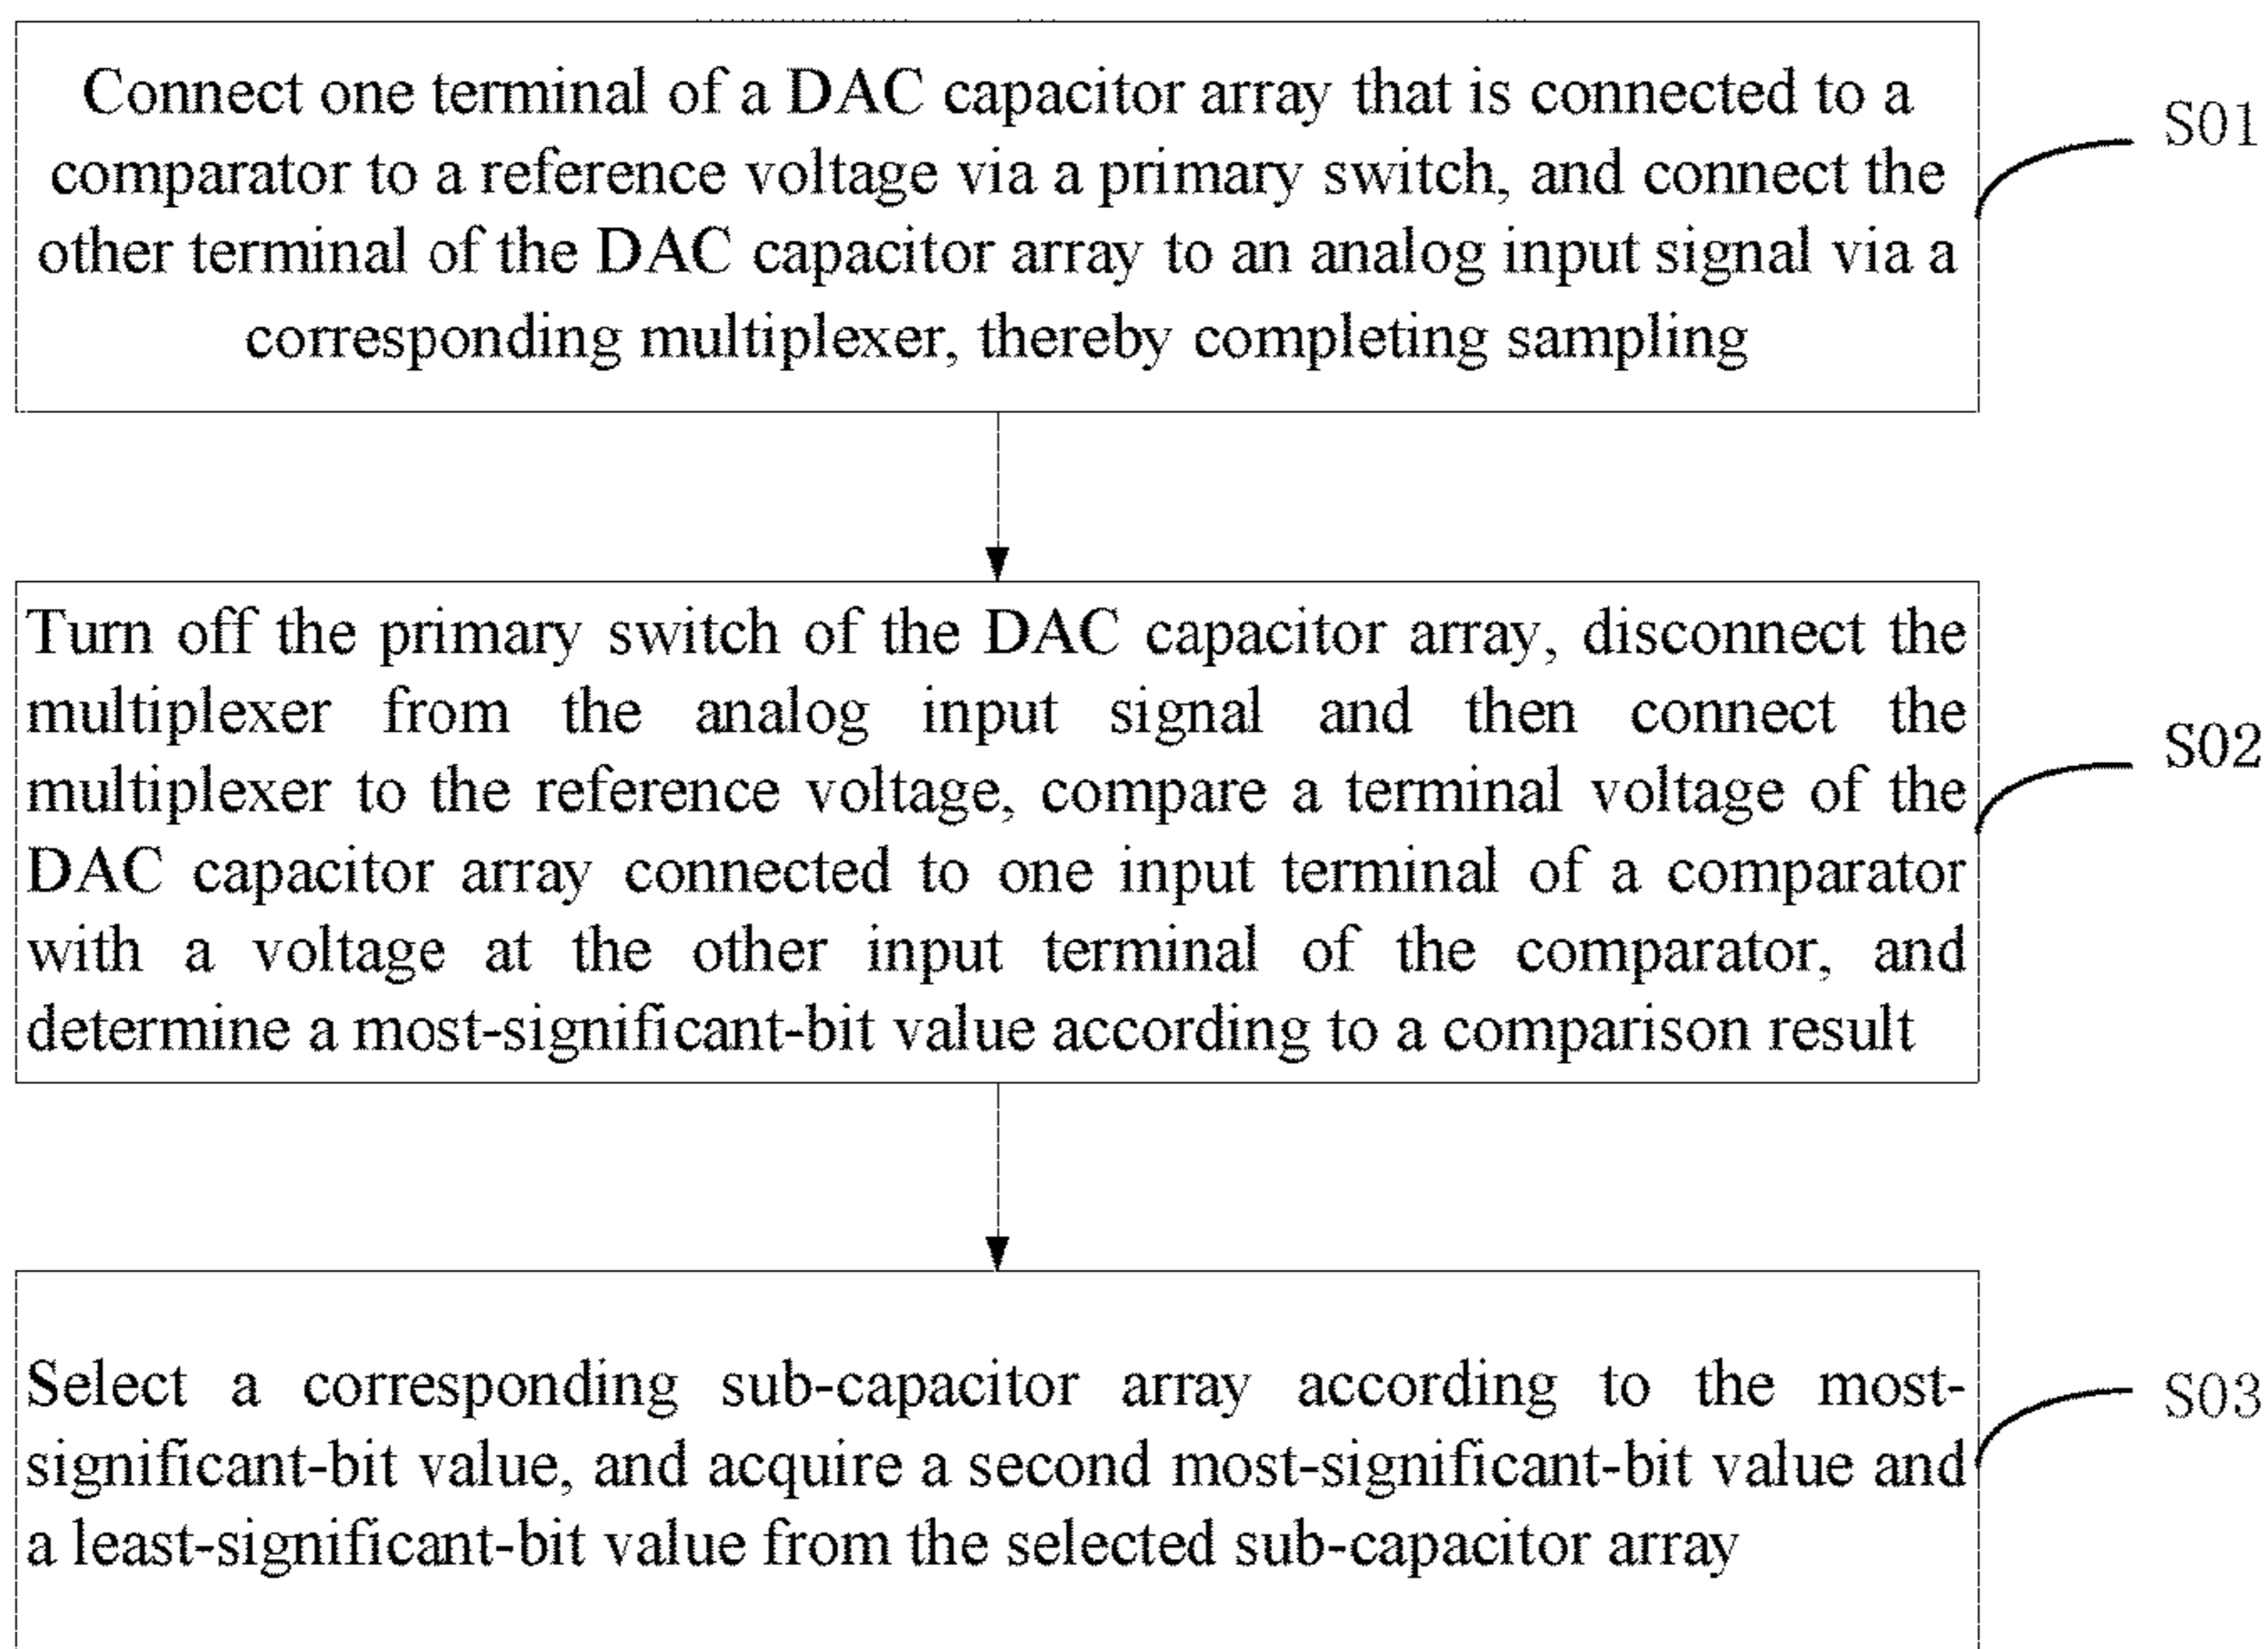 Connect one terminal of a DAC capacitor array that is connected to a
comparator to a reference voltage via a primary switch, and connect the
other terminal of the DAC capacitor array to an analog input signal via a
corresponding multiplexer, thereby completing sampling
S01
Turn off the primary switch of the DAC capacitor array, disconnect the
multiplexer from the analog input signal and then connect the
multiplexer to the reference voltage, compare a terminal voltage of the
DAC capacitor array connected to one input terminal of a comparator
with a voltage at the other input terminal of the comparator, and
determine a most-significant-bit value according to a comparison result
S02
Select a corresponding sub-capacitor array according to the most-
significant-bit value, and acquire a second most-significant-bit value and
a least-significant-bit value from the selected sub-capacitor array
S03